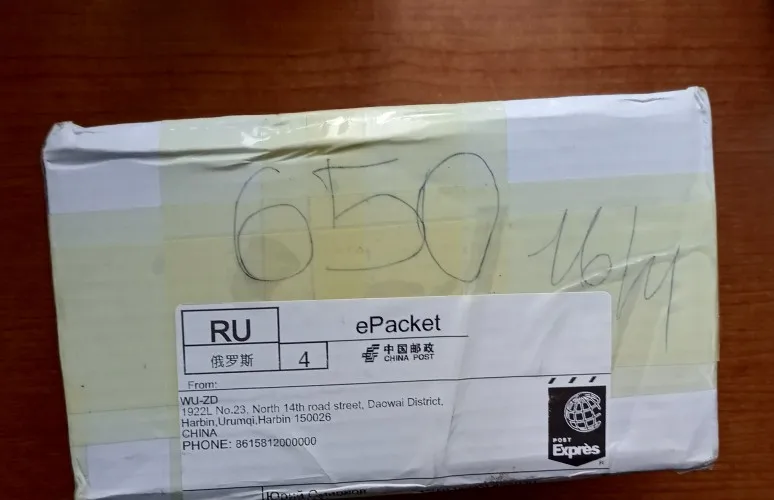 650
16/IV
RU
ePacket
俄罗斯
4
中国邮政
CHINA POST
From:
WU-ZD
1922L No.23, North 14th road street, Daowai District,
Harbin,Urumqi,Harbin 150026
CHINA
PHONE: 8615812000000
POST
Exprès